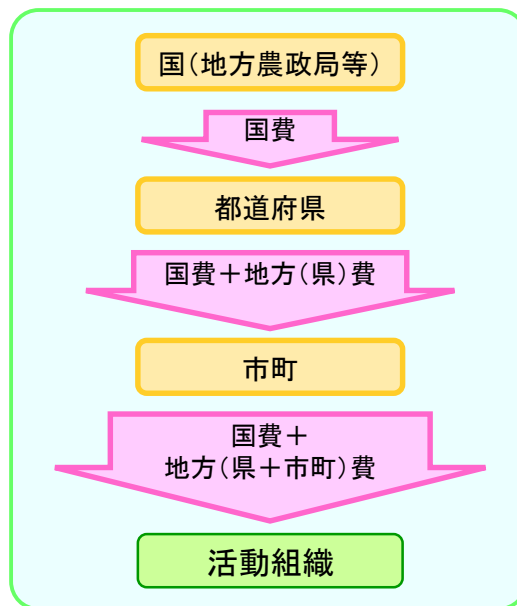 国(地方農政局等)
国費
都道府県
国費+地方(県)費
市町
国費+
地方(県+市町)費
活動組織